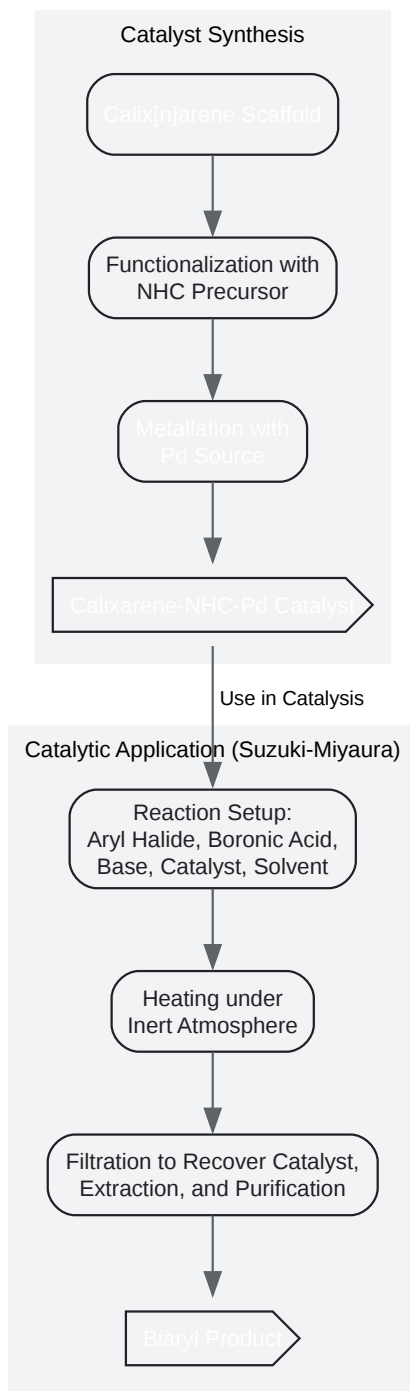 Catalyst Synthesis
Calix[n]arene Scaffold
Functionalization with
NHC Precursor
Metallation with
Pd Source
Calixarene-NHC-Pd Catalyst
Use in Catalysis
Catalytic Application (Suzuki-Miyaura)
Reaction Setup:
Aryl Halide, Boronic Acid,
Base, Catalyst, Solvent
Heating under
Inert Atmosphere
Filtration to Recover Catalyst,
Extraction, and Purification
Biaryl Product